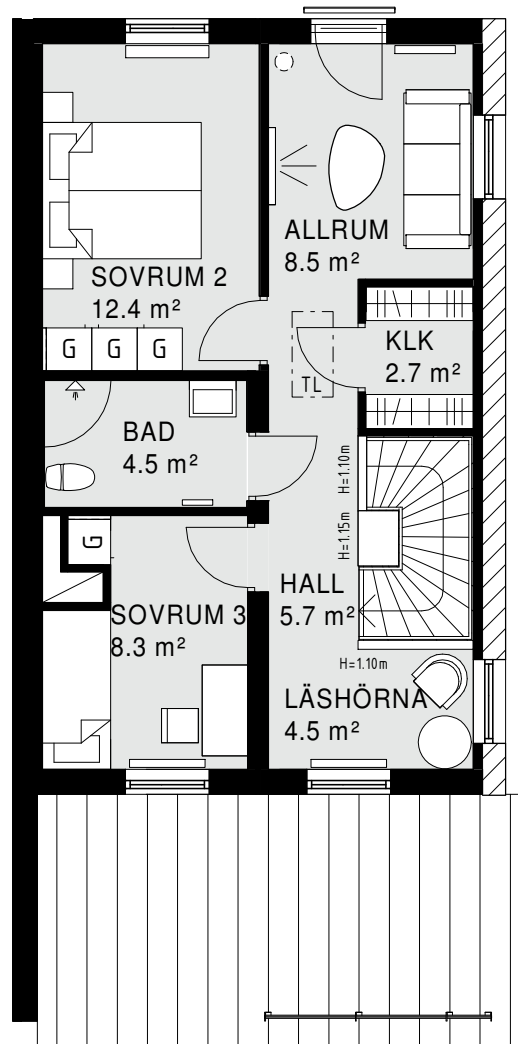 ALLRUM
8.5 m²
SOVRUM 2
12.4 m²
G G G
KLK
2.7 m²
TL
BAD
4.5 m²
H=1.10m
H=1.15m
G
HALL
5.7 m²
SOVRUM 3
8.3 m²
H=1.10m
LÄSHÖRNA
4.5 m²